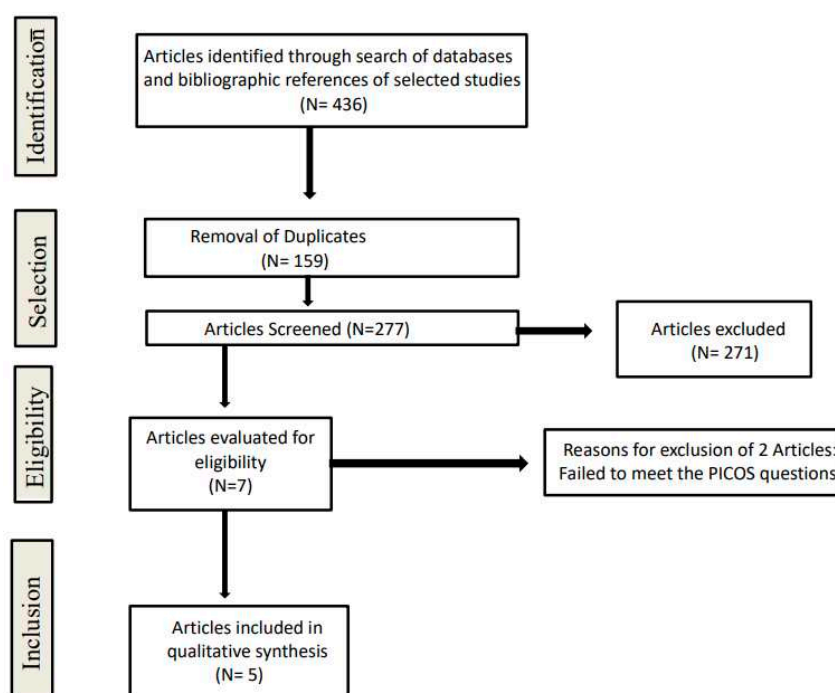 Identification
Articles identified through search of databases
and bibliographic references of selected studies
(N= 436)
Selection
Removal of Duplicates
(N= 159)
Articles Screened (N=277)
Articles excluded
(N= 271)
Eligibility
Articles evaluated for
eligibility
(N=7)
Reasons for exclusion of 2 Articles:
Failed to meet the PICOS questions
Inclusion
Articles included in
qualitative synthesis
(N= 5)